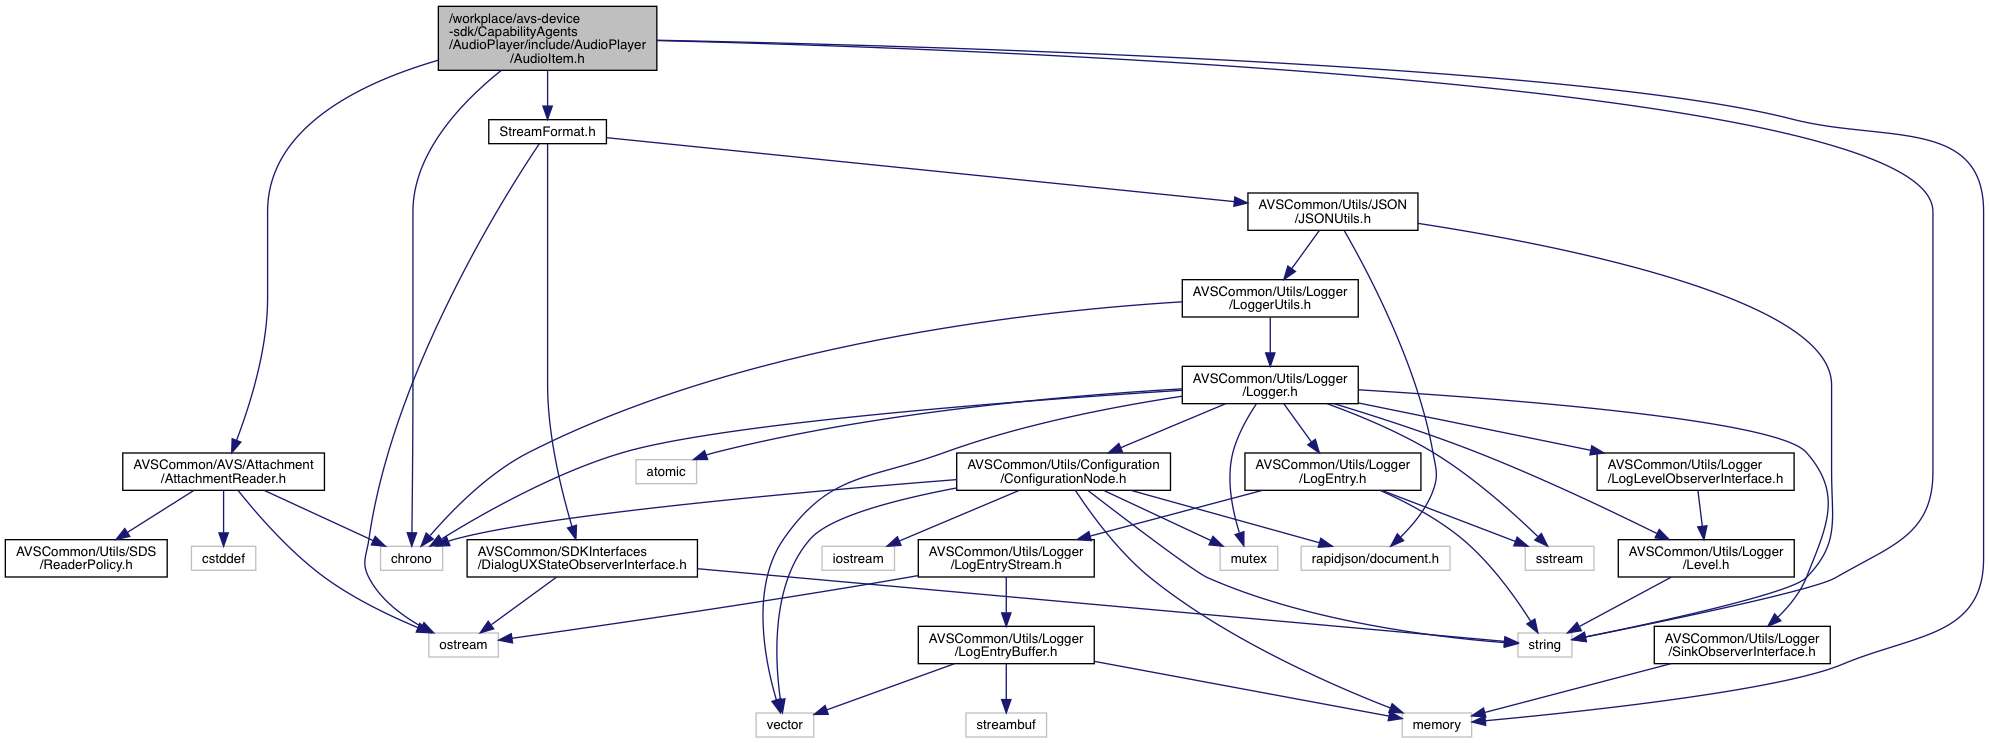 /workplace/avs-device
-sdk/CapabilityAgents
/AudioPlayer/include/AudioPlayer
/AudioItem.h
StreamFormat.h
AVSCommon/Utils/JSON
/JSONUtils.h
AVSCommon/Utils/Logger
/LoggerUtils.h
AVSCommon/Utils/Logger
/Logger.h
AVSCommon/AVS/Attachment
/AttachmentReader.h
atomic
AVSCommon/Utils/Configuration
/ConfigurationNode.h
AVSCommon/Utils/Logger
/LogEntry.h
AVSCommon/Utils/Logger
/LogLevelObserverInterface.h
AVSCommon/Utils/SDS
/ReaderPolicy.h
cstddef
chrono
AVSCommon/SDKInterfaces
/DialogUXStateObserverInterface.h
iostream
AVSCommon/Utils/Logger
/LogEntryStream.h
mutex
rapidjson/document.h
sstream
AVSCommon/Utils/Logger
/Level.h
ostream
AVSCommon/Utils/Logger
/LogEntryBuffer.h
string
AVSCommon/Utils/Logger
/SinkObserverInterface.h
vector
streambuf
memory